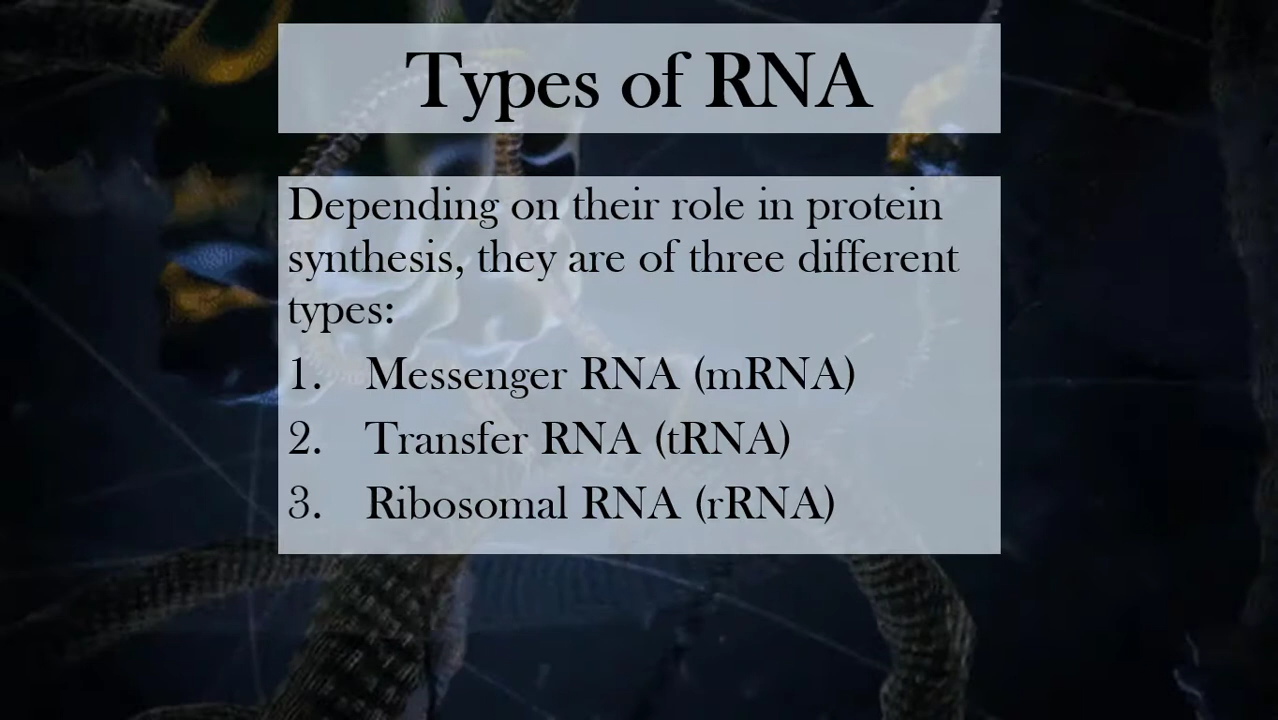 Types of RNA
Depending on their role in protein
synthesis, they are of three different
types:
1. Messenger RNA (mRNA)
2. Transfer RNA (tRNA)
3. Ribosomal RNA (rRNA)